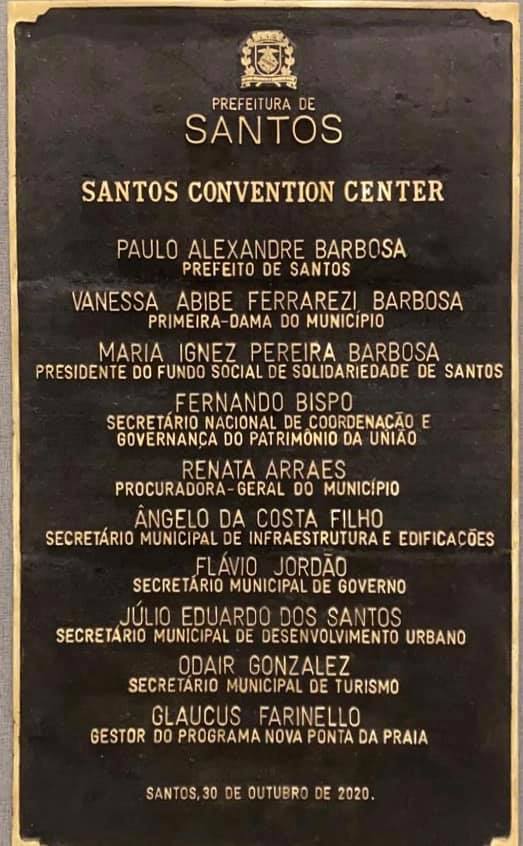 PREFEITURA DE
SANTOS
SANTOS CONVENTION CENTER
PAULO ALEXANDRE BARBOSA
PREFEITO DE SANTOS
VANESSA ABIBE FERRAREZI BARBOSA
PRIMEIRA-DAMA DO MUNICÍPIO
MARIA IGNEZ PEREIRA BARBOSA
PRESIDENTE DO FUNDO SOCIAL DE SOLIDARIEDADE DE SANTOS
FERNANDO BISPO
SECRETÁRIO NACIONAL DE COORDENAÇÃO E
GOVERNANÇA DO PATRIMÔNIO DA UNIÃO
RENATA ARRAES
PROCURADORA-GERAL DO MUNICÍPIO
ÂNGELO DA COSTA FILHO
SECRETÁRIO MUNICIPAL DE INFRAESTRUTURA E EDIFICAÇÕES
FLÁVIO JORDÃO
SECRETÁRIO MUNICIPAL DE GOVERNO
JÚLIO EDUARDO DOS SANTOS
SECRETÁRIO MUNICIPAL DE DESENVOLVIMENTO URBANO
ODAIR GONZALEZ
SECRETÁRIO MUNICIPAL DE TURISMO
GLAUCUS FARINELLO
GESTOR DO PROGRAMA NOVA PONTA DA PRAIA
SANTOS, 30 DE OUTUBRO DE 2020.